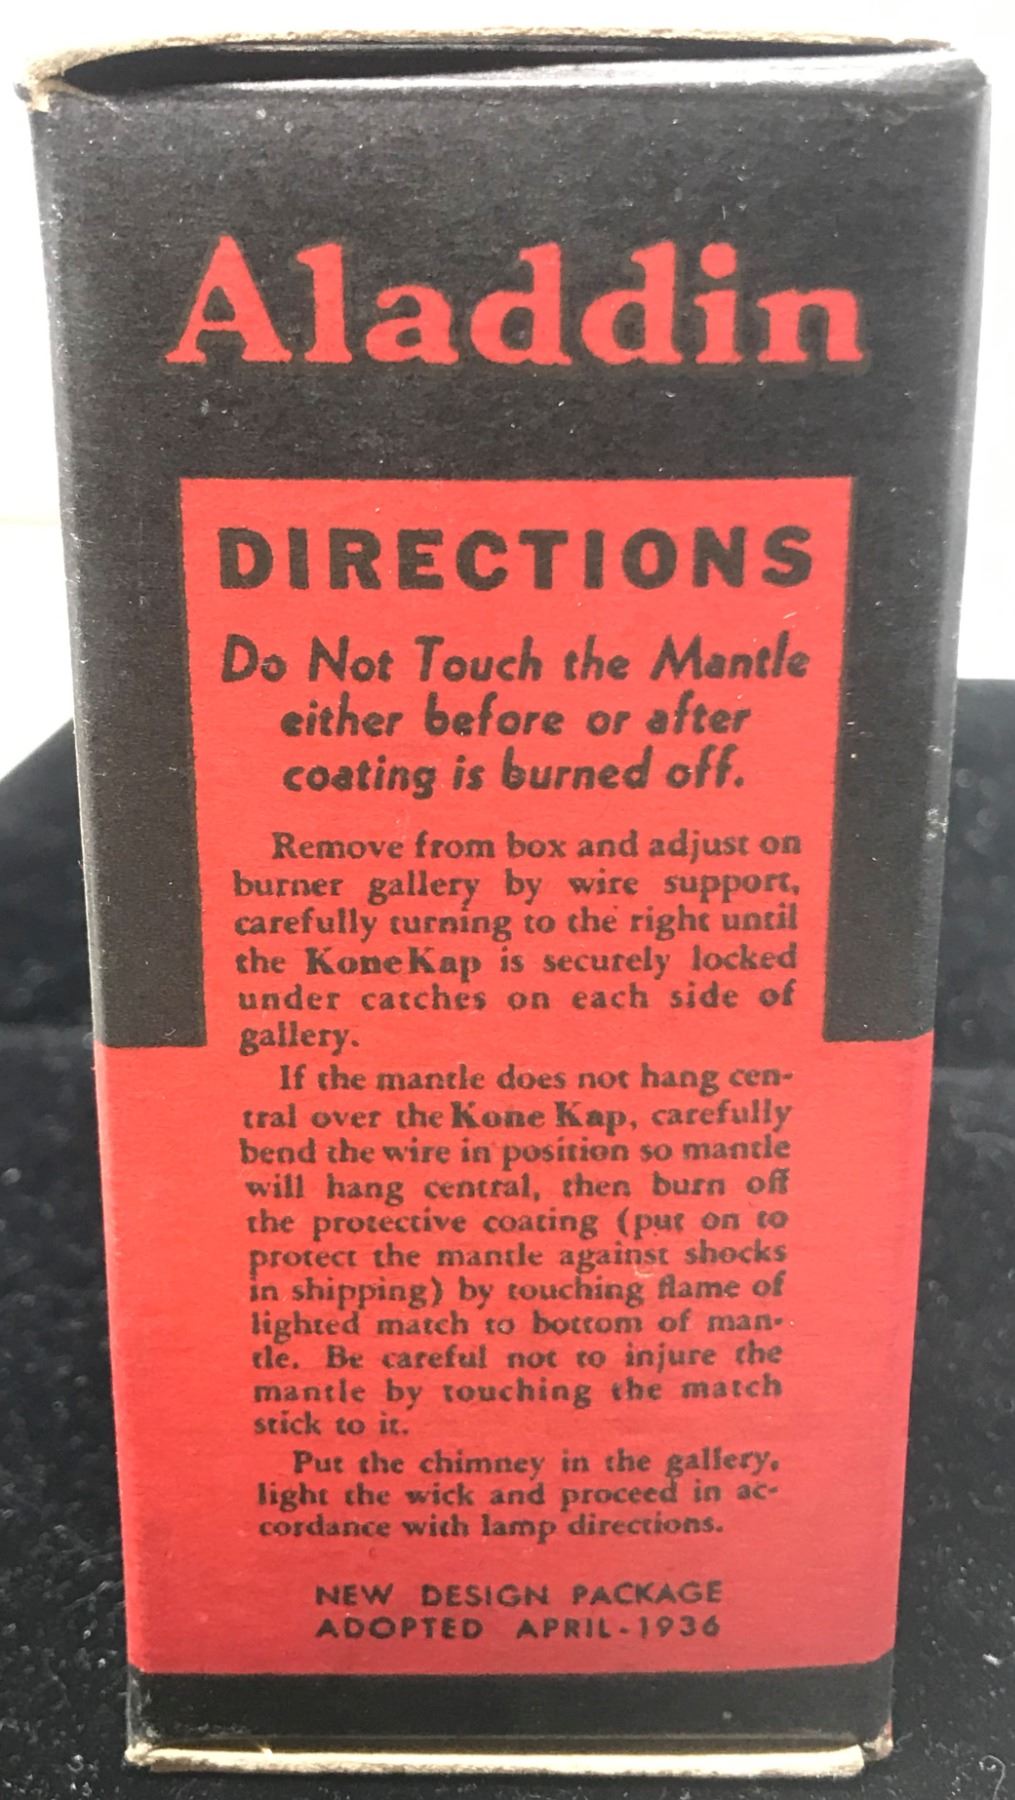 Aladdin
DIRECTIONS
Do Not Touch the Mantle
either before or after
coating is burned off.
Remove from box and adjust on
burner gallery by wire support,
carefully turning to the right until
the KoneKap is securely locked
under catches on each side of
gallery.
If the mantle does not hang cen-
tral over the Kone Kap, carefully
bend the wire in position so mantle
will hang central, then burn off
the protective coating (put on to
protect the mantle against shocks
in shipping) by touching flame of
lighted match to bottom of man-
tle. Be careful not to injure the
mantle by touching the match
stick to it.
Put the chimney in the gallery,
light the wick and proceed in ac-
cordance with lamp directions.
NEW DESIGN PACKAGE
ADOPTED APRIL-1936